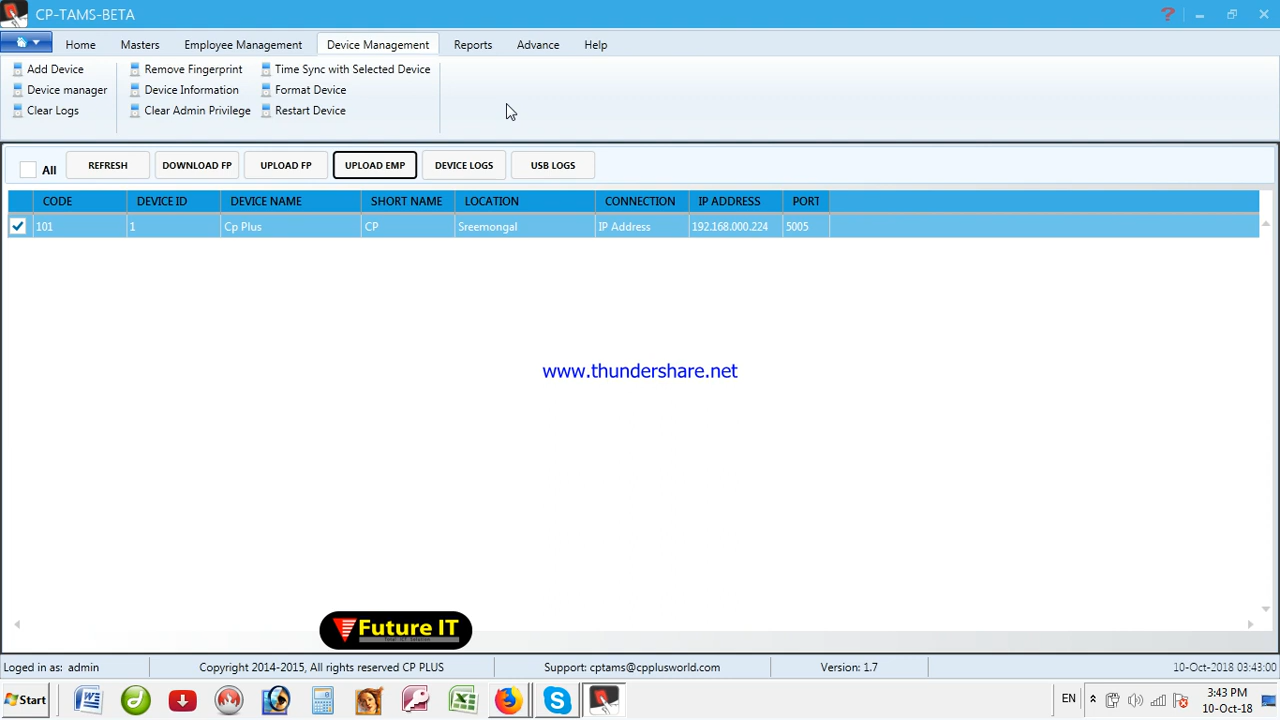 CP-TAMS-BETA
Home Masters Employee Management Device Management Reports Advance Help
Add Device Remove Fingerprint Time Sync with Selected Device
Device manager Device Information Format Device
Clear Logs Clear Admin Privilege Restart Device
All REFRESH DOWNLOAD FP UPLOAD FP UPLOAD EMP DEVICE LOGS USB LOGS
CODE DEVICE ID DEVICE NAME SHORT NAME LOCATION CONNECTION IP ADDRESS PORT
101 1 Cp Plus CP Sreemongal IP Address 192.168.000.224 5005
www.thundershare.net
Future IT
Logged in as: admin Copyright 2014-2015, All rights reserved CP PLUS Support: cptams@cpplusworld.com Version: 1.7 10-Oct-2018 03:43:00
Start EN 3:43 PM
10-Oct-18